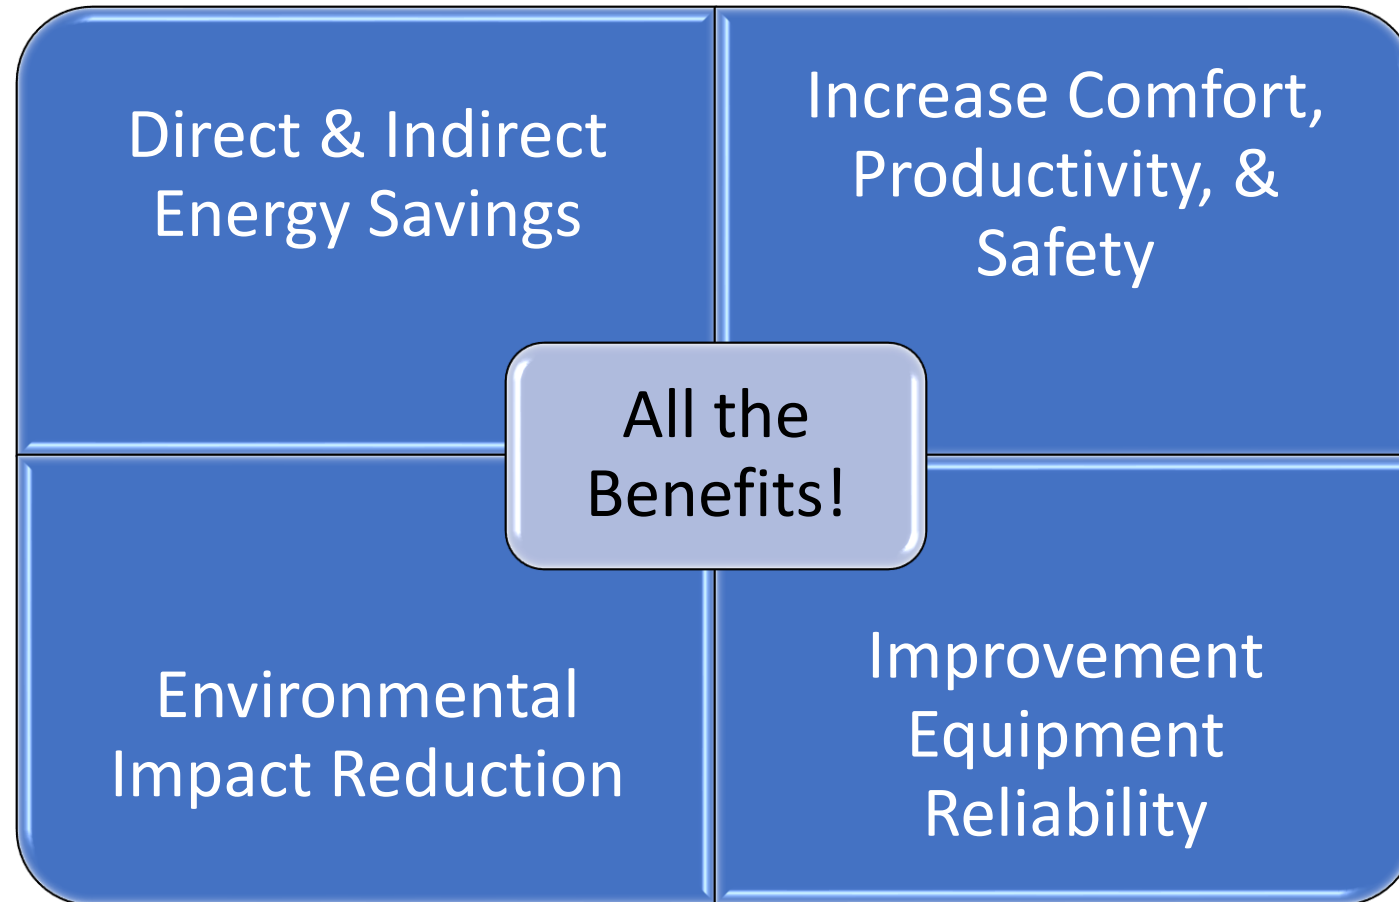 Direct & Indirect
Energy Savings
Increase Comfort,
Productivity, &
Safety
All the
Benefits!
Environmental
Impact Reduction
Improvement
Equipment
Reliability